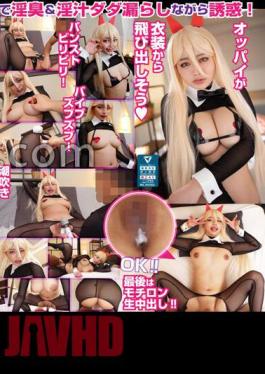 で淫臭&淫汁ダダ漏らしながら誘惑!
オッパイが
衣装から
飛び出しそう♥
パンスト
ビリビリ!
バイブ
ズブズブ!
潮吹き
.com
OK!!
最後は
モチロン
生中出し!!
JAVHD